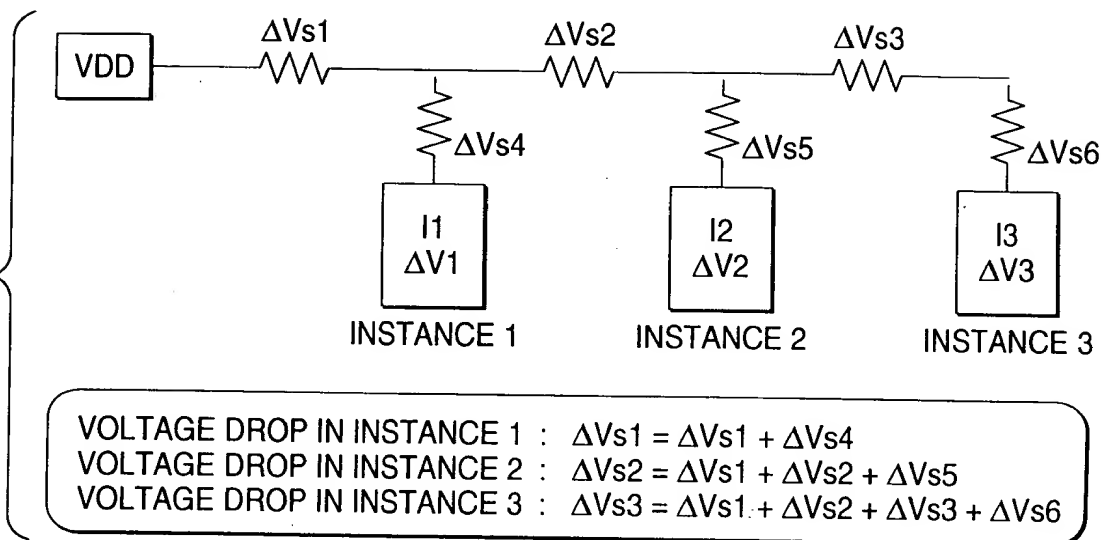 ΔVs1
ΔVs2
ΔVs3
VDD
ΔVs4
ΔVs5
ΔVs6
I1
ΔV1
I2
ΔV2
I3
ΔV3
INSTANCE 1
INSTANCE 2
INSTANCE 3
VOLTAGE DROP IN INSTANCE 1 : ΔVs1 = ΔVs1 + ΔVs4
VOLTAGE DROP IN INSTANCE 2 : ΔVs2 = ΔVs1 + ΔVs2 + ΔVs5
VOLTAGE DROP IN INSTANCE 3 : ΔVs3 = ΔVs1 + ΔVs2 + ΔVs3 + ΔVs6